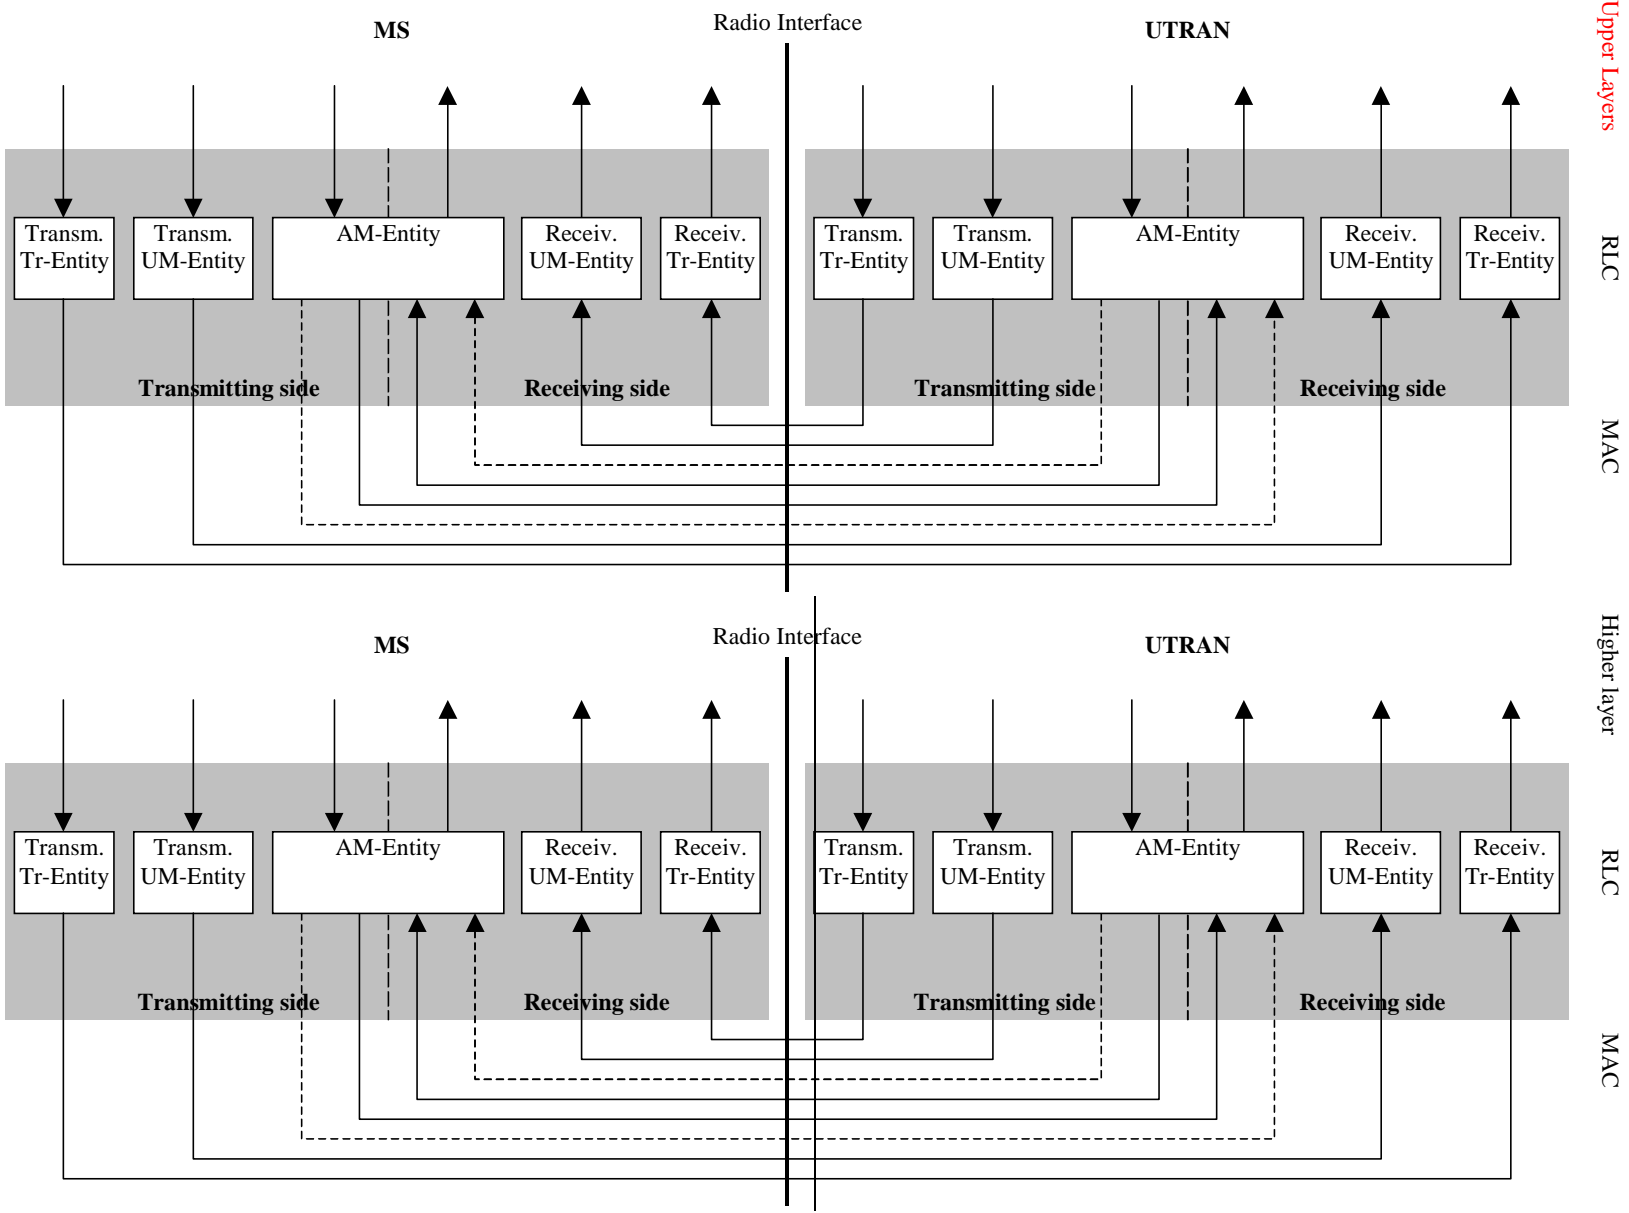 Radio Interface
MS
UTRAN
Upper Layers
Transm.
Tr-Entity
Transm.
UM-Entity
AM-Entity
Receiv.
UM-Entity
Receiv.
Tr-Entity
Transm.
Tr-Entity
Transm.
UM-Entity
AM-Entity
Receiv.
UM-Entity
Receiv.
Tr-Entity
RLC
Transmitting side
Receiving side
Transmitting side
Receiving side
MAC
Radio Interface
MS
UTRAN
Higher layer
Transm.
Tr-Entity
Transm.
UM-Entity
AM-Entity
Receiv.
UM-Entity
Receiv.
Tr-Entity
Transm.
Tr-Entity
Transm.
UM-Entity
AM-Entity
Receiv.
UM-Entity
Receiv.
Tr-Entity
RLC
Transmitting side
Receiving side
Transmitting side
Receiving side
MAC